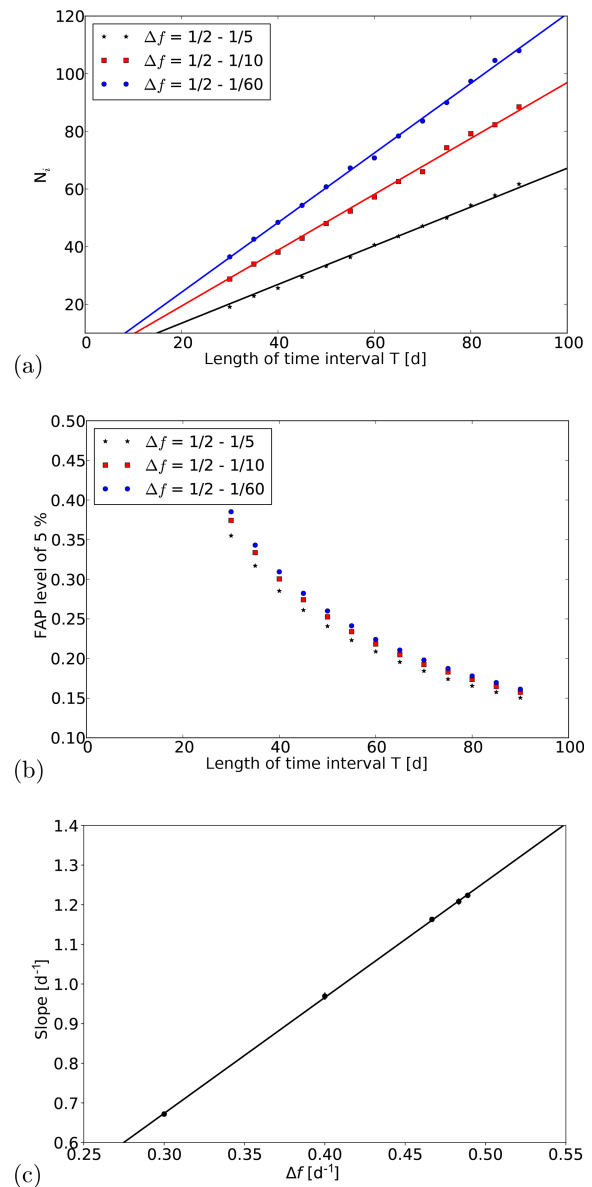 120
100
80
60
40
20
N_i
Δf = 1/2 - 1/5
Δf = 1/2 - 1/10
Δf = 1/2 - 1/60
0 20 40 60 80 100
Length of time interval T [d]
(a)
0.50
0.45
0.40
0.35
0.30
0.25
0.20
0.15
0.10
FAP level of 5 %
Δf = 1/2 - 1/5
Δf = 1/2 - 1/10
Δf = 1/2 - 1/60
0 20 40 60 80 100
Length of time interval T [d]
(b)
1.4
1.3
1.2
1.1
1.0
0.9
0.8
0.7
0.6
Slope [d⁻¹]
0.25 0.30 0.35 0.40 0.45 0.50 0.55
Δf [d⁻¹]
(c)